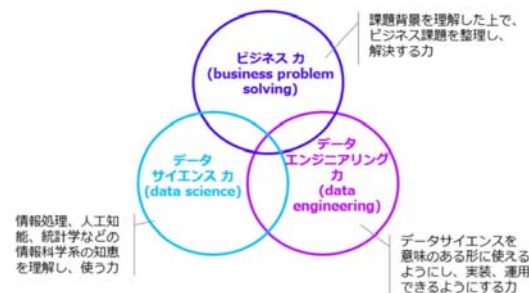 課題背景を理解した上で、
ビジネス課題を整理し、
解決する力
ビジネス 力
(business problem
solving)
データ
サイエンス 力
(data science)
データ
エンジニアリング
力
(data
engineering)
情報処理、人工知
能、統計学などの
情報科学系の知恵
を理解し、使う力
データサイエンスを
意味のある形に使える
ようにし、実装、運用
できるようにする力